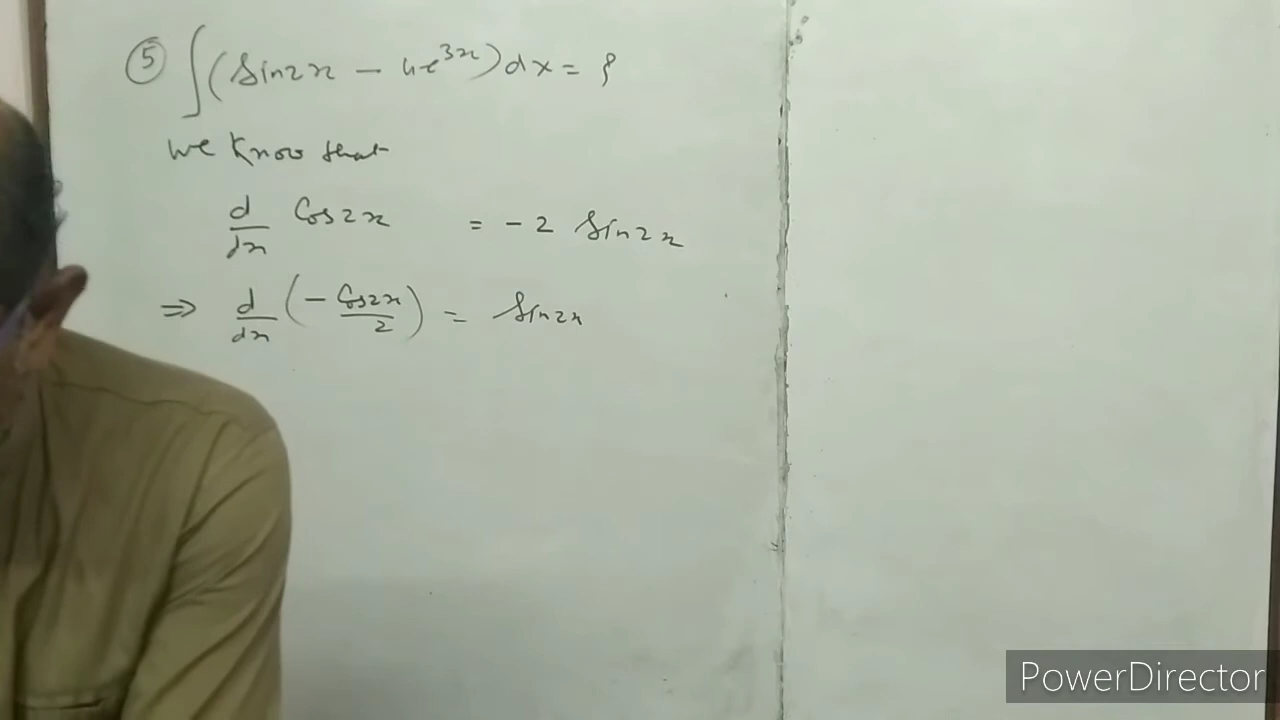 ⑤ ∫(sin2x − 4e^{3x})dx = ?
We know that
d/dx Cos2x = -2 Sin2x
⇒ d/dx (− Cos2x/2) = Sin2x
PowerDirector